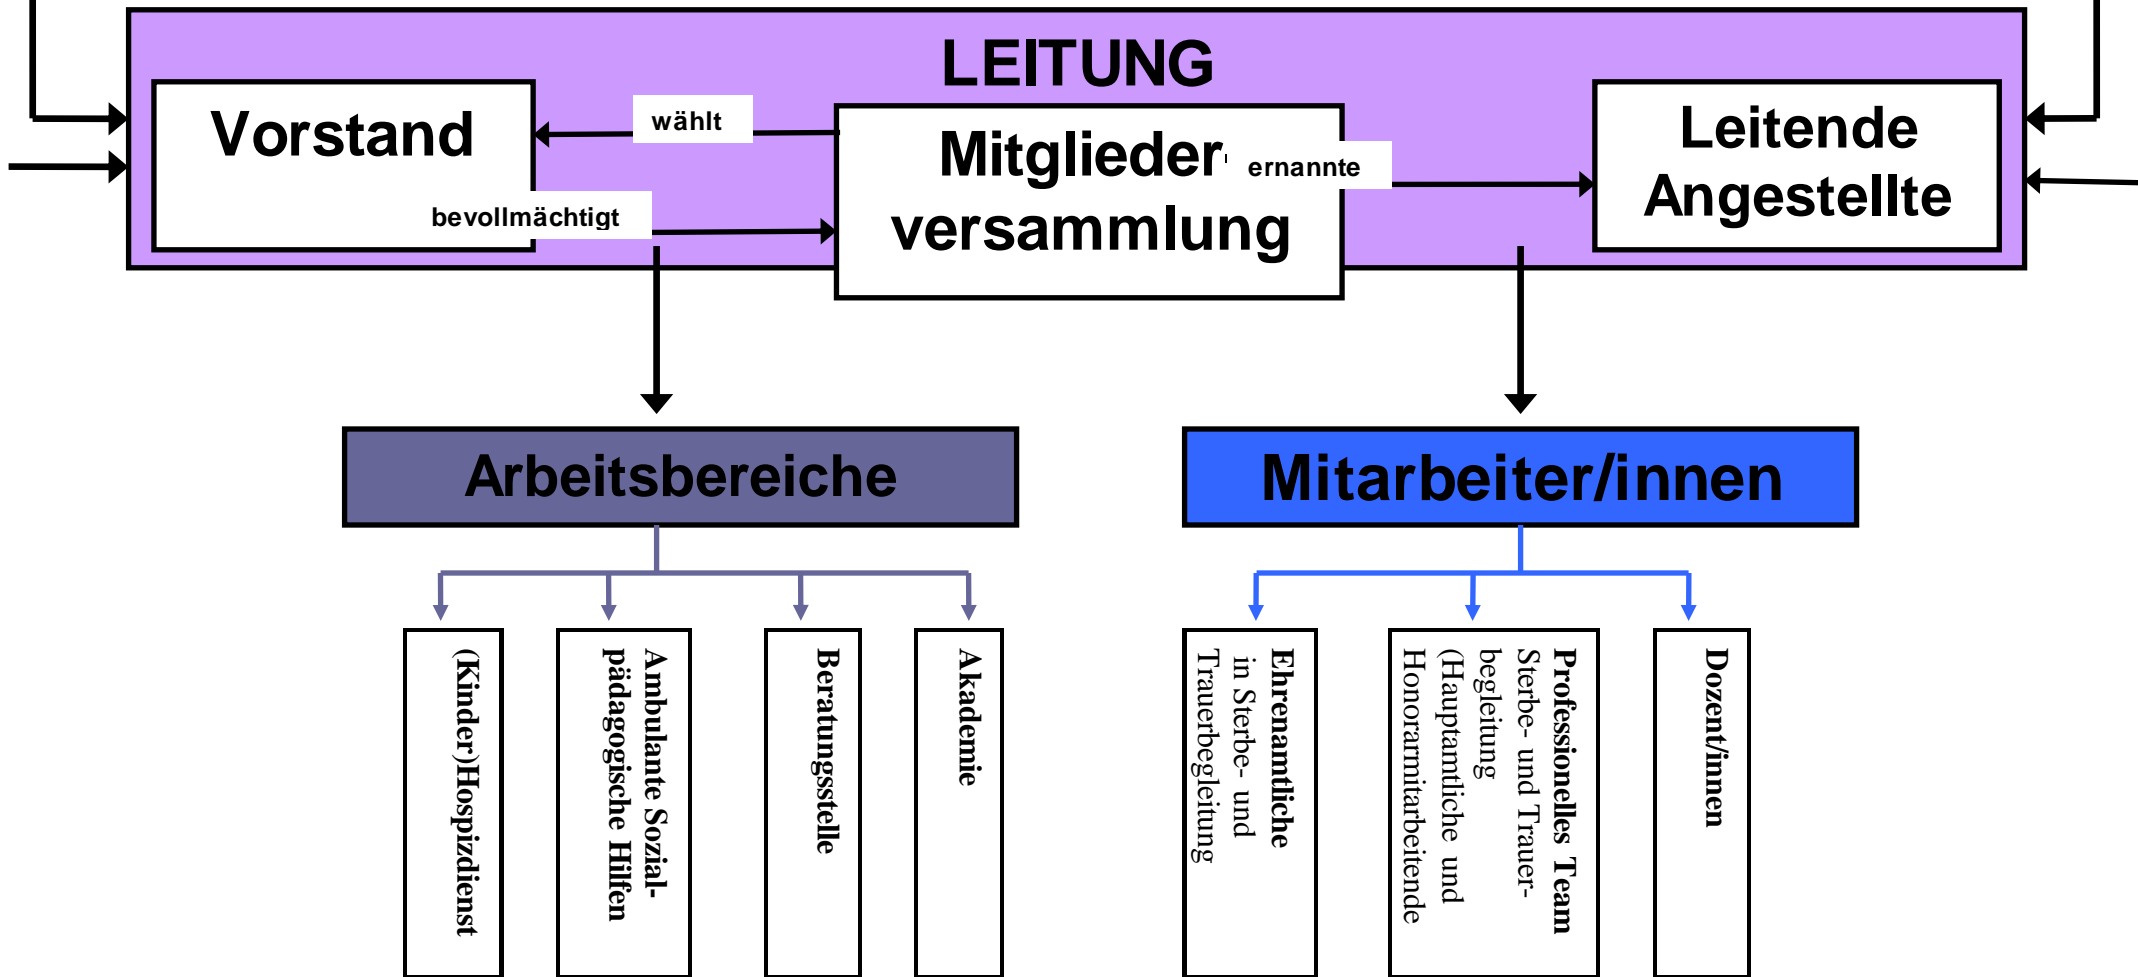 LEITUNG
Vorstand
wählt
bevollmächtigt
Mitglieder-
versammlung
ernannte
Leitende
Angestellte
Arbeitsbereiche
Mitarbeiter/innen
(Kinder)Hospizdienst
Ambulante Sozial-
pädagogische Hilfen
Beratungsstelle
Akademie
Ehrenamtliche
in Sterbe- und
Trauerbegleitung
Professionelles Team
Sterbe- und Trauer-
begleitung
(Hauptamtliche und
Honorarmitarbeitende
Dozent/innen